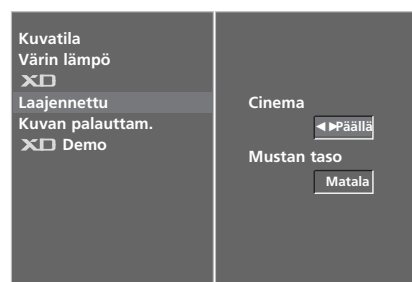 Kuvatila
Värin lämpö
XD
Laajennettu
Kuvan palauttam.
XD Demo
Cinema
◄►Päällä
Mustan taso
Matala